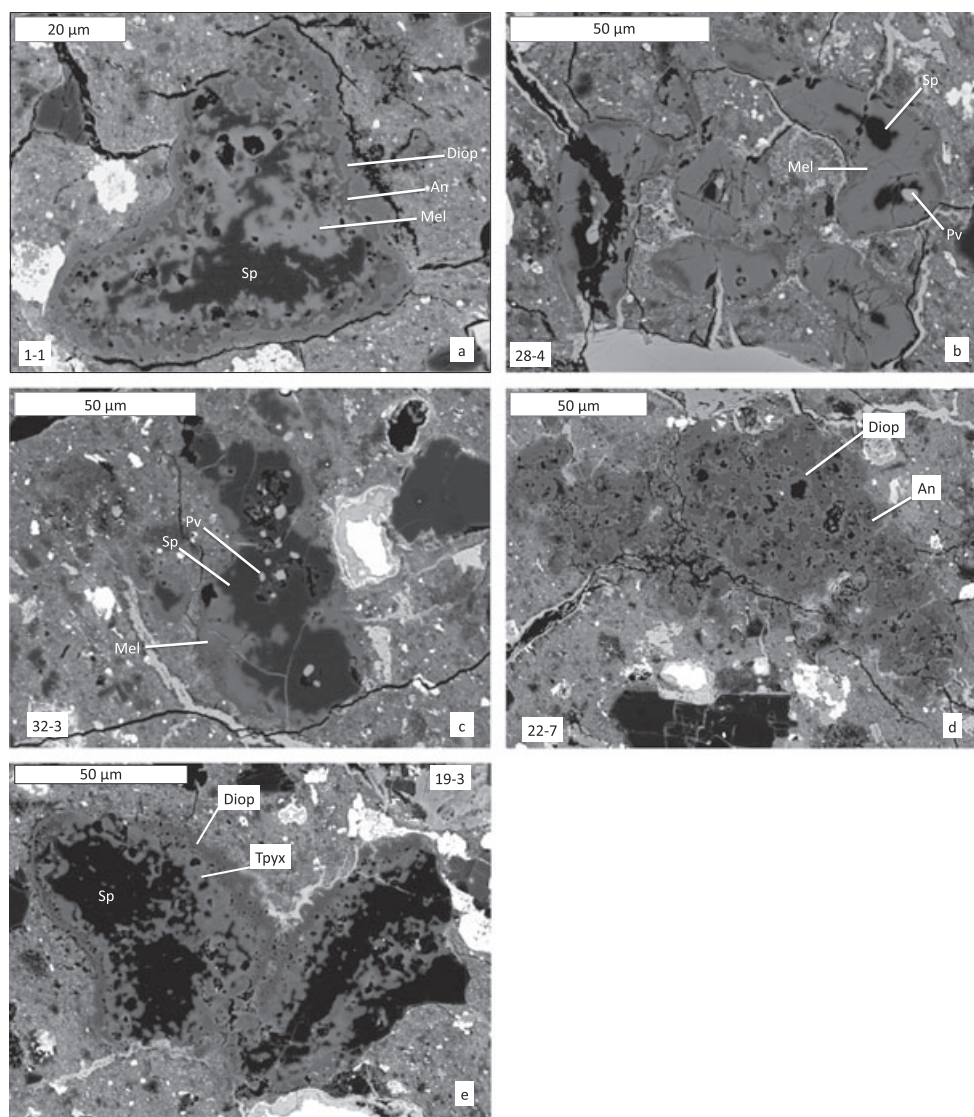 20 µm
Diop
An
Mel
Sp
1-1
a
50 µm
Sp
Mel
Pv
28-4
b
50 µm
Pv
Sp
Mel
32-3
c
50 µm
Diop
An
22-7
d
50 µm
19-3
Diop
Tpyx
Sp
e